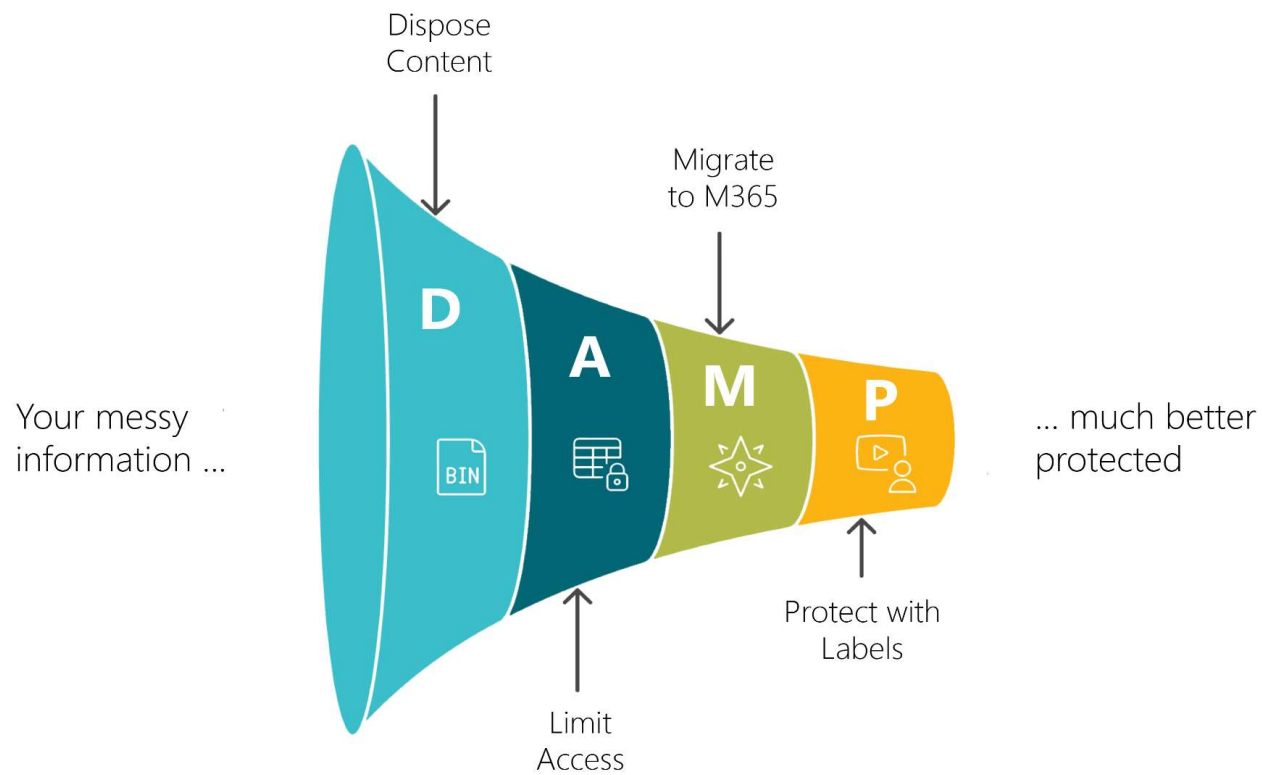 Dispose
Content
Migrate
to M365
D
A
M
P
BIN
Your messy
information ...
... much better
protected
Protect with
Labels
Limit
Access